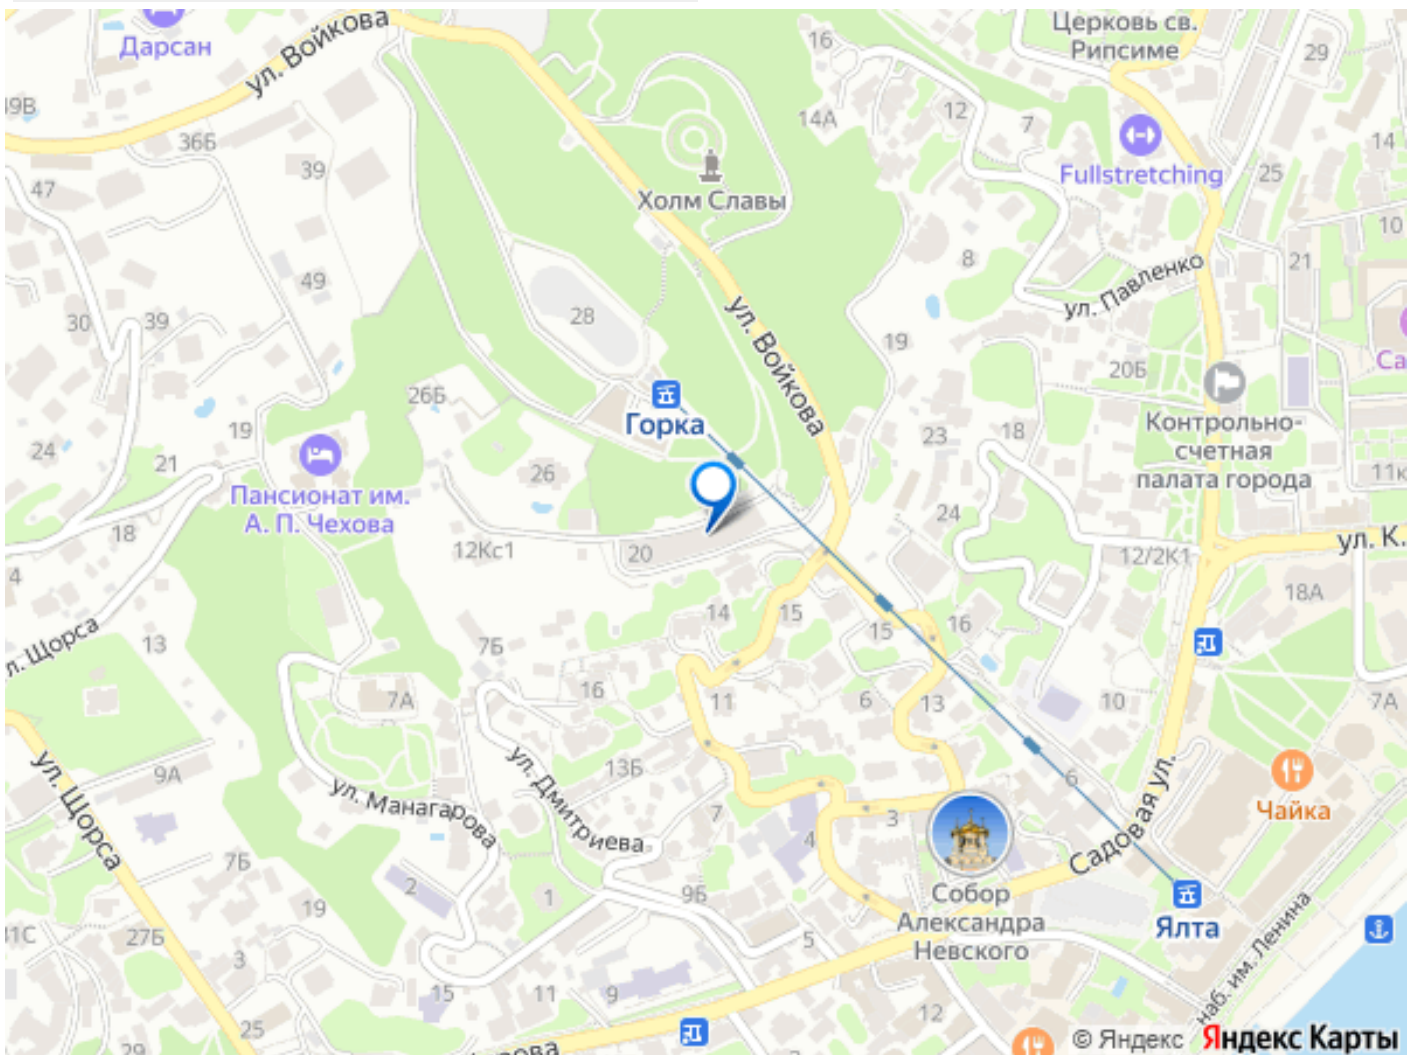 Дарсан
ул. Войкова
Церковь св.
Рипсиме
16
29
12
7
14А
14
36Б
39
47
Холм Славы
Fullstretching
25
10
8
21
ул. Павленко
49
30
39
28
ул. Войкова
19
20Б
26Б
Горка
Контрольно-
счетная
палата города
23
18
19
24
21
26
11к
Пансионат им.
А. П. Чехова
18
12Кс1
20
24
12/2К1
ул. К.
4
18А
13
14
15
15
16
7Б
16
7А
11
6
13
10
7А
ул. Щорса
9А
ул. Манагарова
ул. Дмитриева
13Б
7
6
Чайка
3
4
Садовая ул.
7Б
2
1
9Б
Собор
Александра
Невского
19
Ялта
27Б
3
5
наб. им. Ленина
15
11
9
12
25
29
© Яндекс Яндекс Карты